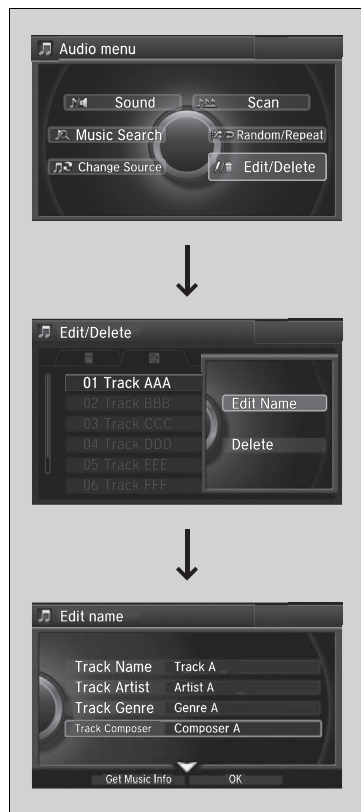 Audio menu
Sound
Scan
Music Search
Random/Repeat
Change Source
Edit/Delete
Edit/Delete
01 Track AAA
02 Track BBB
03 Track CCC
04 Track DDD
05 Track EEE
06 Track FFF
Edit Name
Delete
Edit name
Track Name Track A
Track Artist Artist A
Track Genre Genre A
Track Composer Composer A
Get Music Info OK